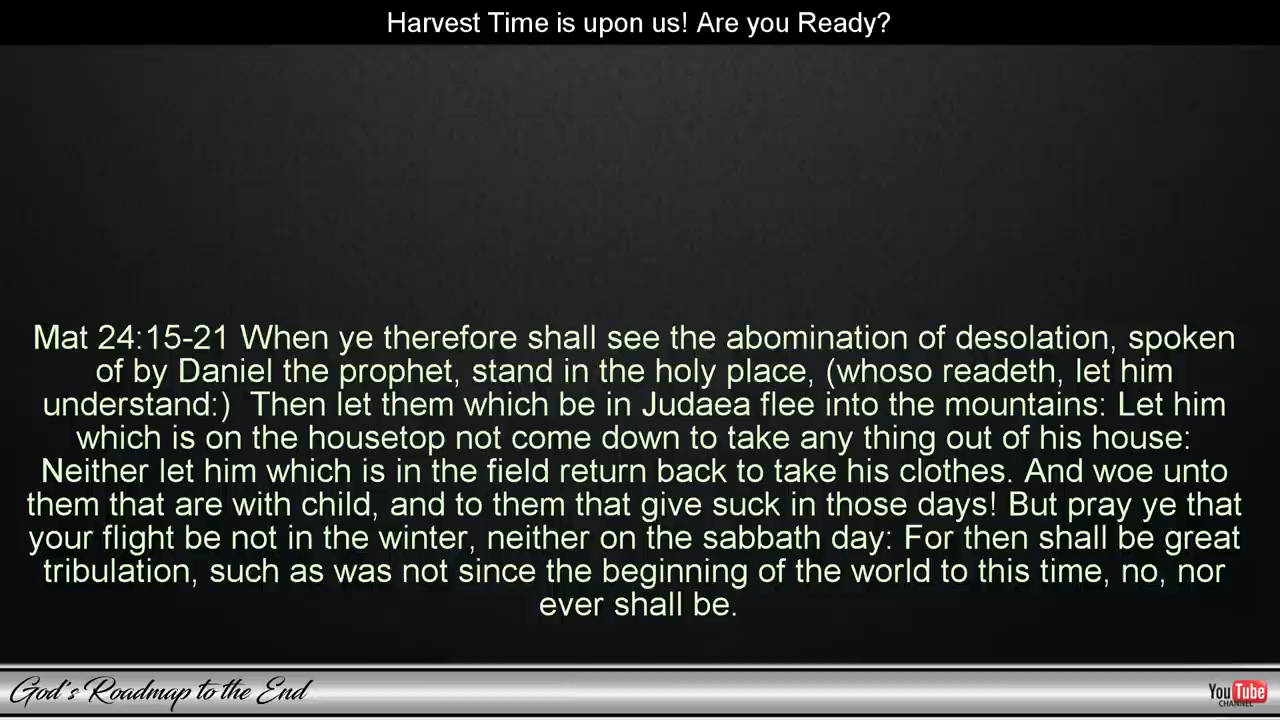 Harvest Time is upon us! Are you Ready?
Mat 24:15-21 When ye therefore shall see the abomination of desolation, spoken
of by Daniel the prophet, stand in the holy place, (whoso readeth, let him
understand:)  Then let them which be in Judaea flee into the mountains: Let him
which is on the housetop not come down to take any thing out of his house:
Neither let him which is in the field return back to take his clothes. And woe unto
them that are with child, and to them that give suck in those days! But pray ye that
your flight be not in the winter, neither on the sabbath day: For then shall be great
tribulation, such as was not since the beginning of the world to this time, no, nor
ever shall be.
God's Roadmap to the End
YouTube
CHANNEL